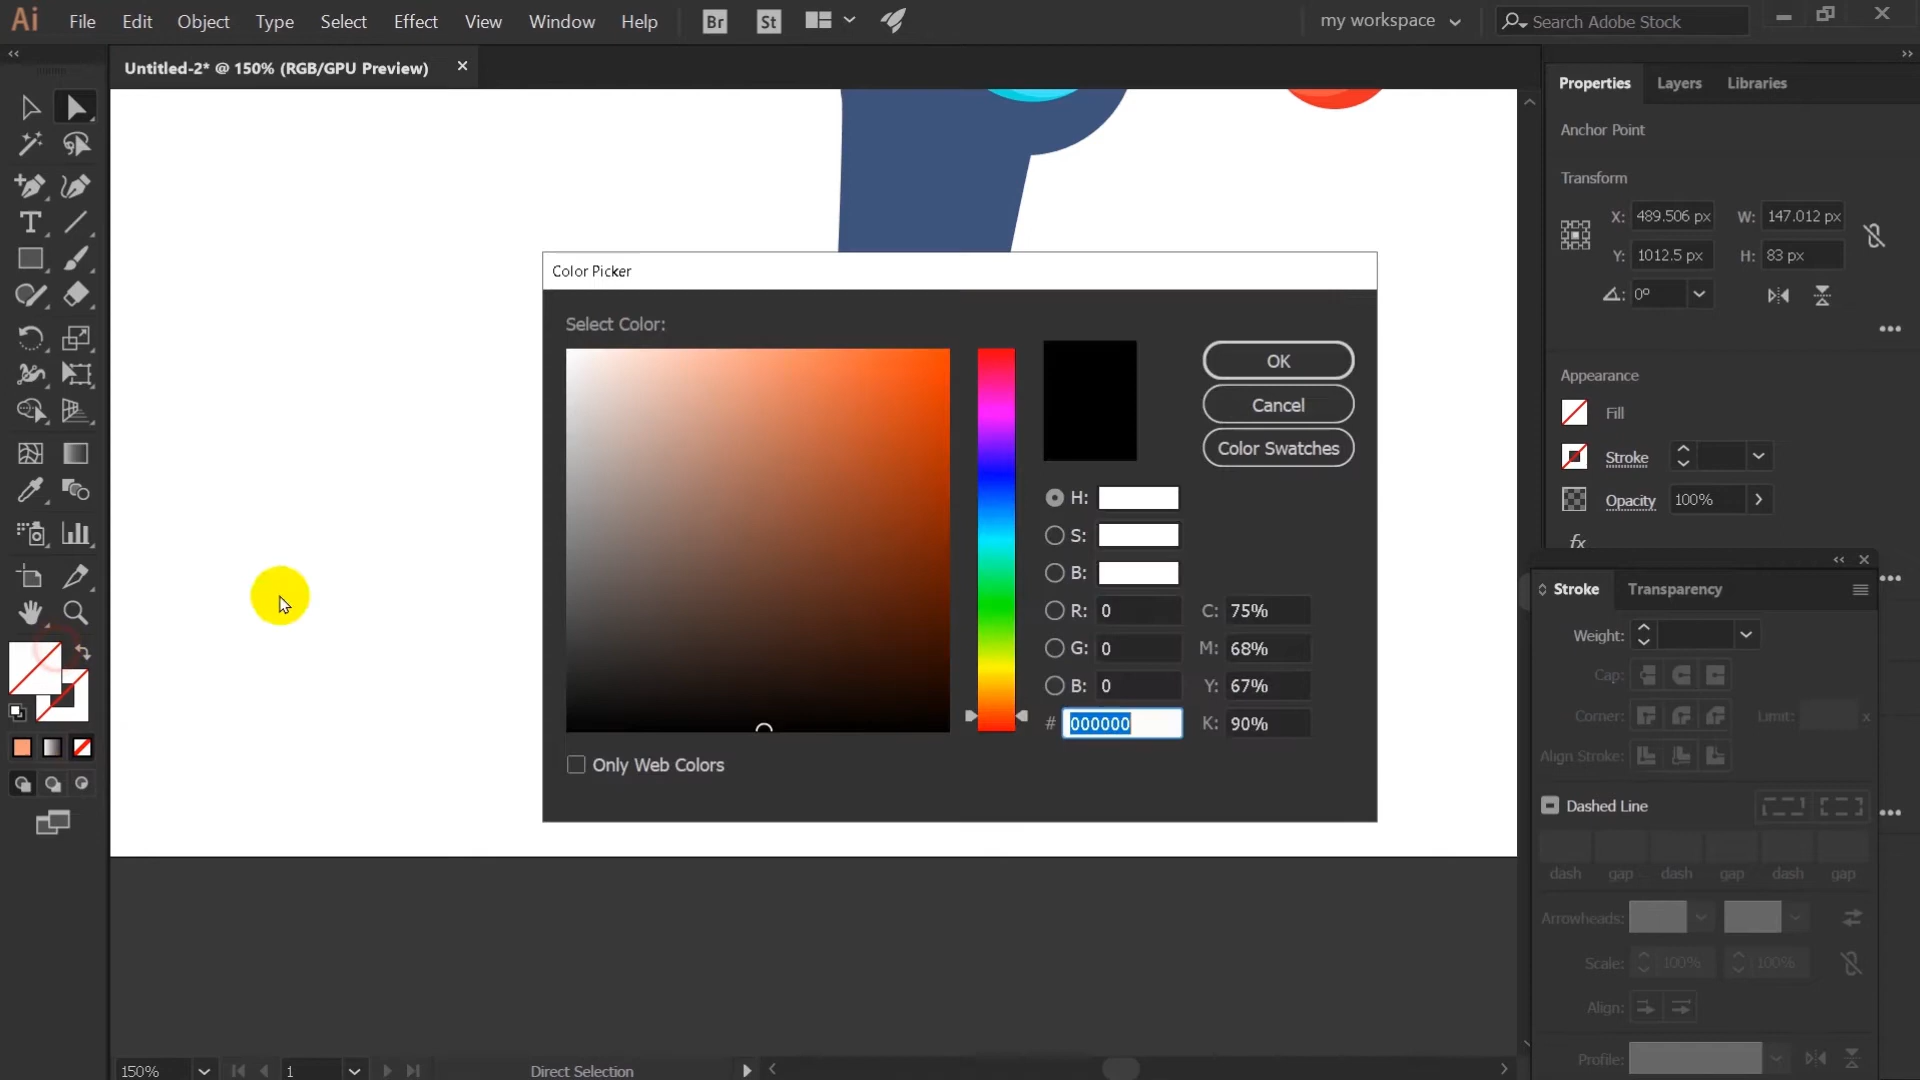 Ai File Edit Object Type Select Effect View Window Help Br St my workspace Search Adobe Stock
Untitled-2* @ 150% (RGB/GPU Preview)
Properties Layers Libraries
Anchor Point
Transform
X: 489.506 px W: 147.012 px
Y: 1012.5 px H: 83 px
0°
Appearance
Fill
Stroke
Opacity 100%
fx
Color Picker
Select Color:
OK
Cancel
Color Swatches
H:
S:
B:
R: 0 C: 75%
G: 0 M: 68%
B: 0 Y: 67%
# 000000 K: 90%
Only Web Colors
Stroke Transparency
Weight:
Cap:
Corner: Limit: x
Align Stroke:
Dashed Line
dash gap dash gap dash gap
Arrowheads:
Scale: 100% 100%
Align:
Profile:
150% 1 Direct Selection